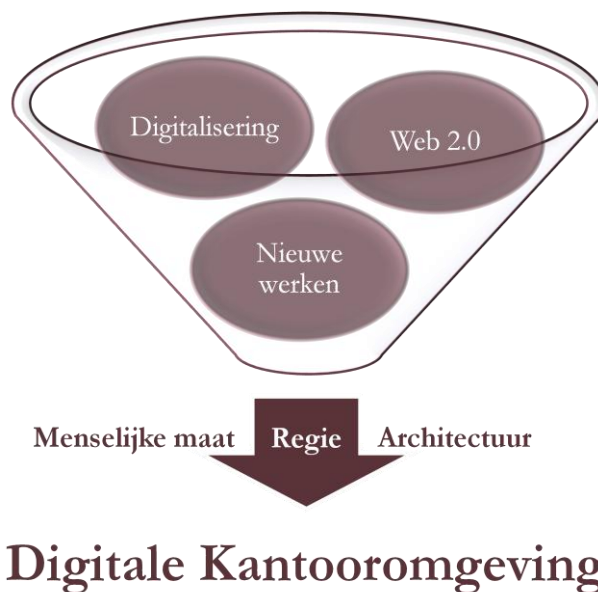 Digitalisering
Web 2.0
Nieuwe
werken
Menselijke maat Regie Architectuur
Digitale Kantooromgeving